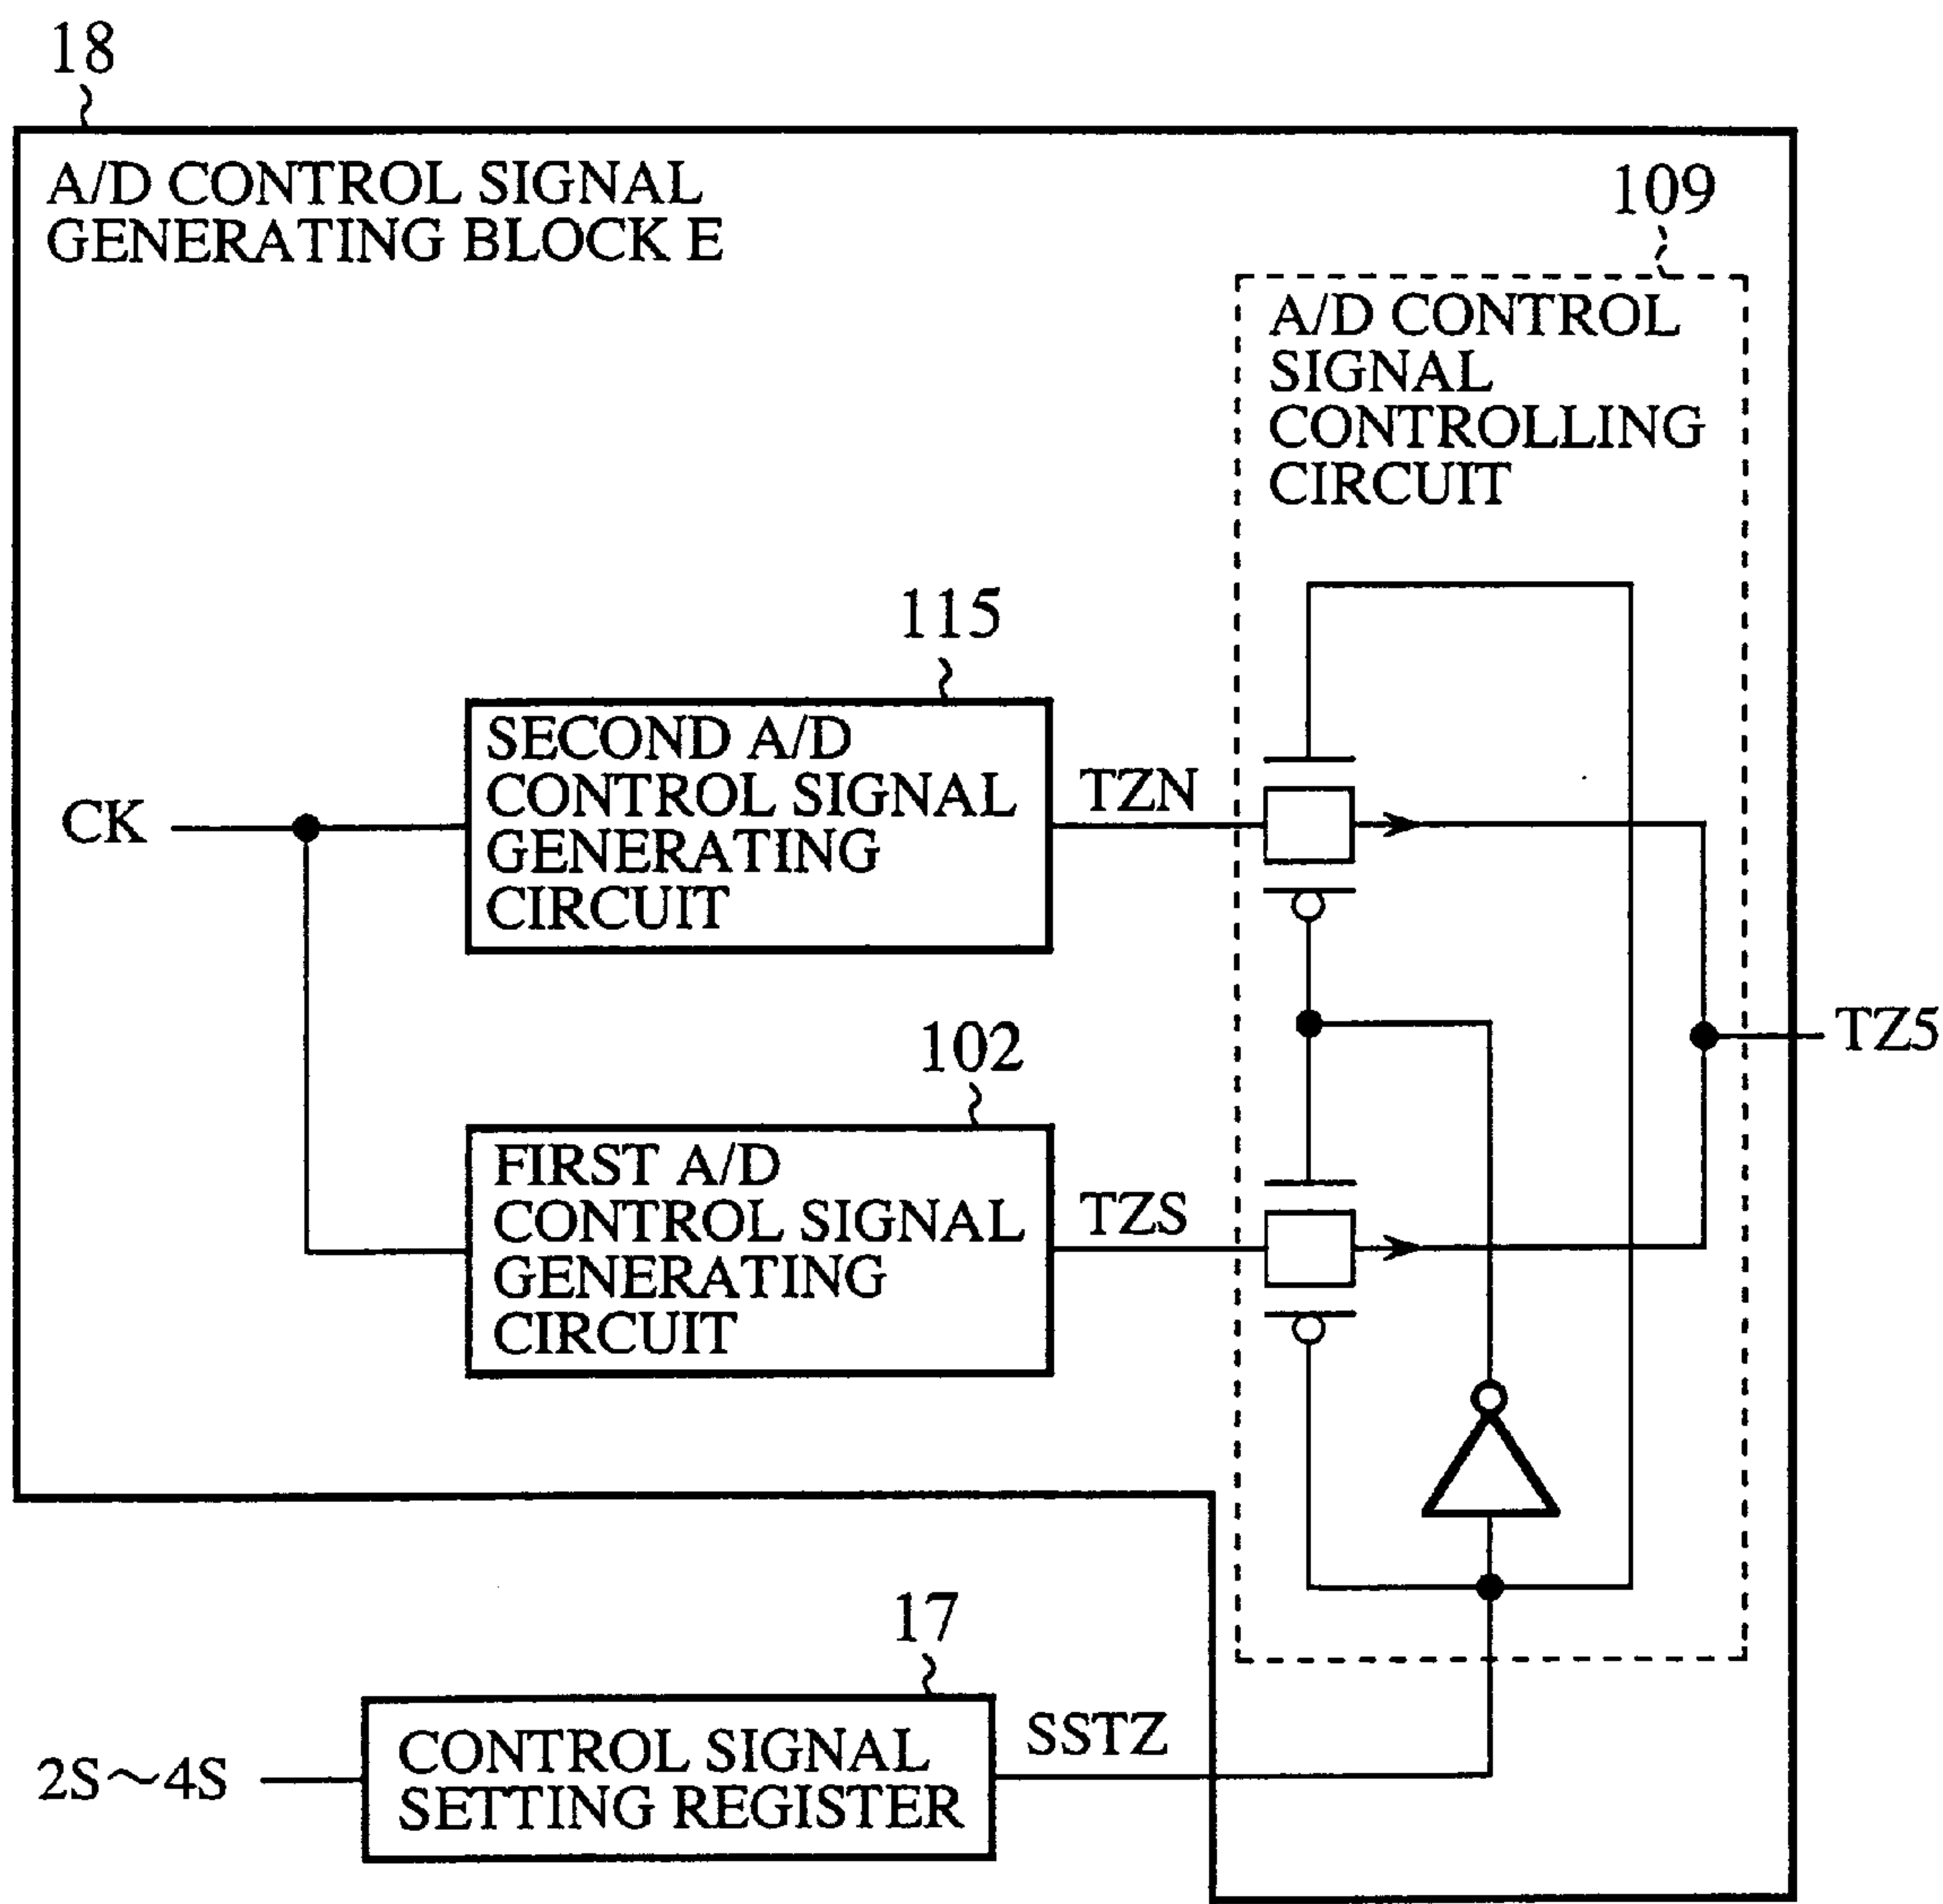 18
A/D CONTROL SIGNAL
GENERATING BLOCK E
109
A/D CONTROL
SIGNAL
CONTROLLING
CIRCUIT
115
SECOND A/D
CONTROL SIGNAL
GENERATING
CIRCUIT
TZN
CK
102
FIRST A/D
CONTROL SIGNAL
GENERATING
CIRCUIT
TZS
TZ5
17
CONTROL SIGNAL
SETTING REGISTER
SSTZ
2S~4S